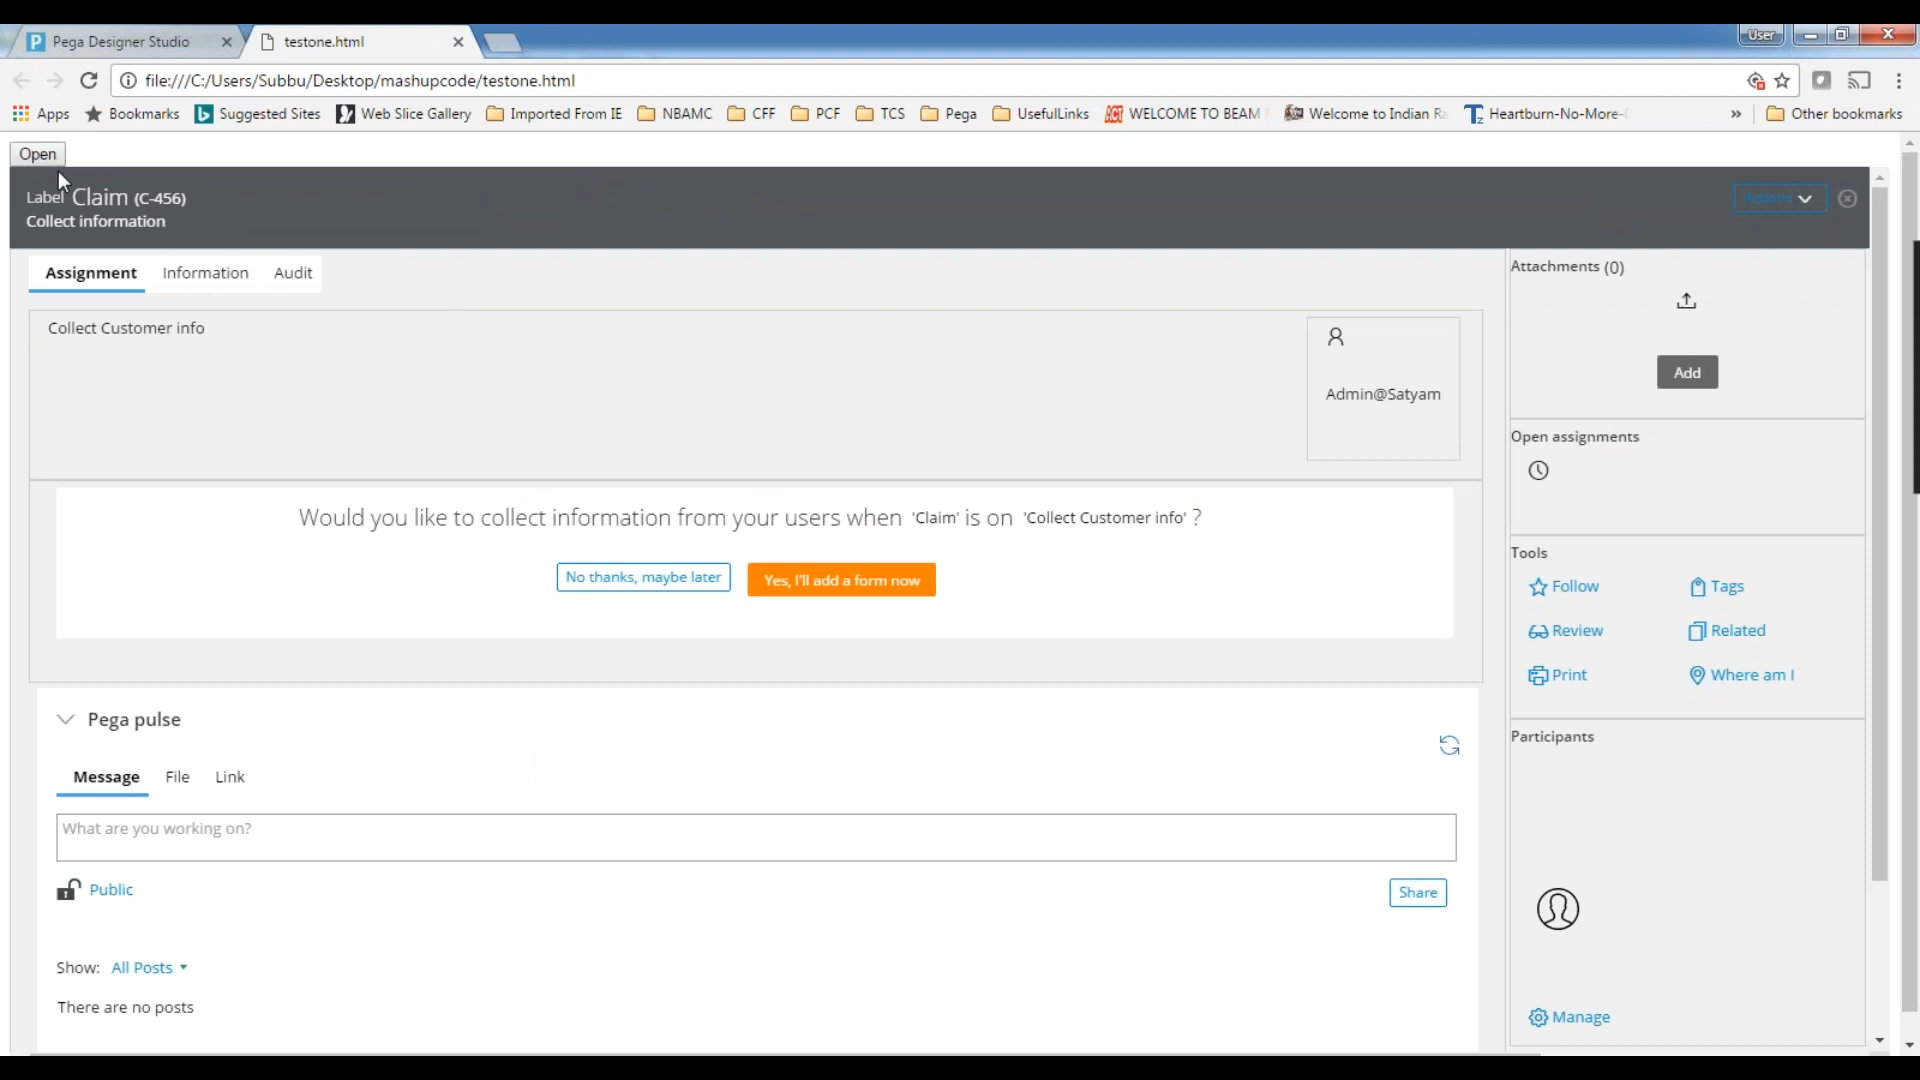 Pega Designer Studio
testone.html
User
file:///C:/Users/Subbu/Desktop/mashupcode/testone.html
Apps Bookmarks Suggested Sites Web Slice Gallery Imported From IE NBAMC CFF PCF TCS Pega UsefulLinks WELCOME TO BEAM Welcome to Indian Ra Heartburn-No-More- » Other bookmarks
Open
Label Claim (C-456)
Actions
Collect information
Assignment Information Audit
Attachments (0)
Collect Customer info
Admin@Satyam
Add
Open assignments
Would you like to collect information from your users when 'Claim' is on 'Collect Customer info' ?
No thanks, maybe later
Yes, I'll add a form now
Tools
Follow Tags
Review Related
Print Where am I
Pega pulse
Participants
Message File Link
What are you working on?
Public
Share
Show: All Posts
There are no posts
Manage